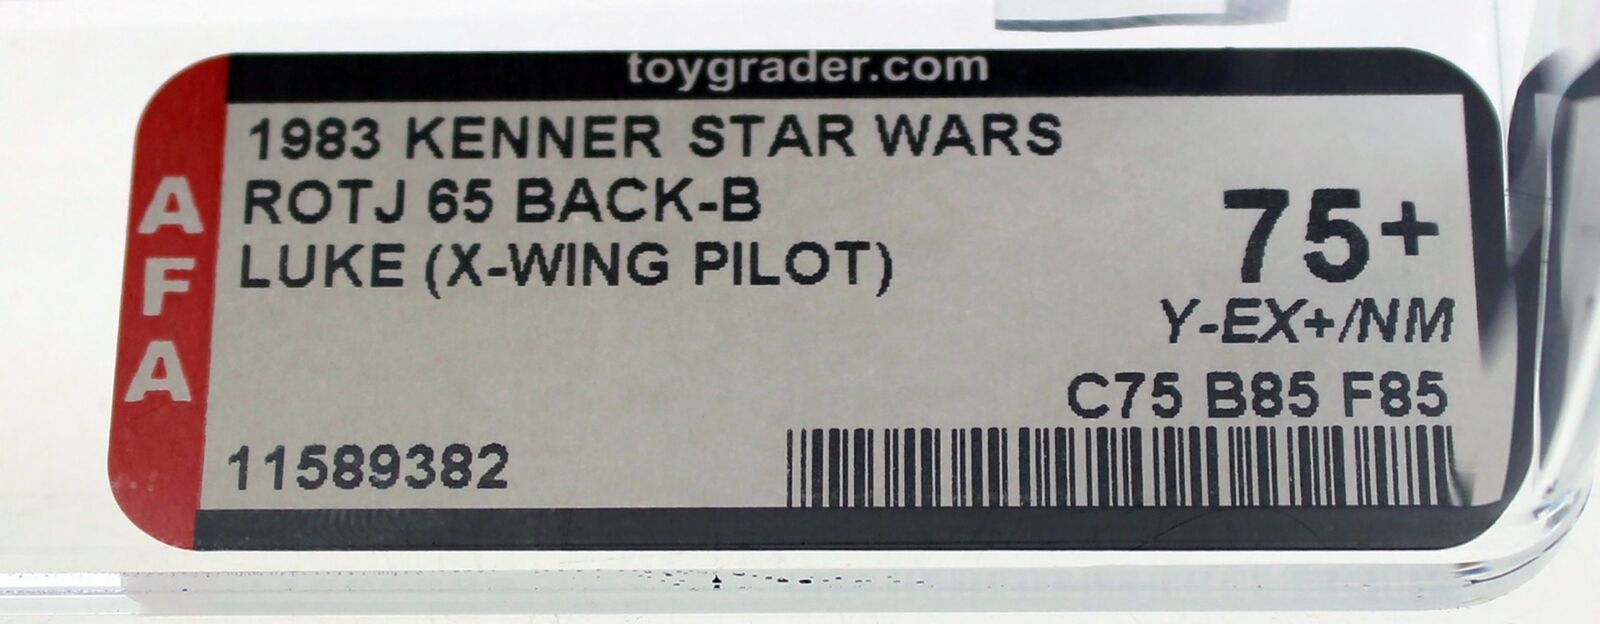 toygrader.com
AFA
1983 KENNER STAR WARS
ROTJ 65 BACK-B
LUKE (X-WING PILOT)
75+
Y-EX+/NM
C75 B85 F85
11589382